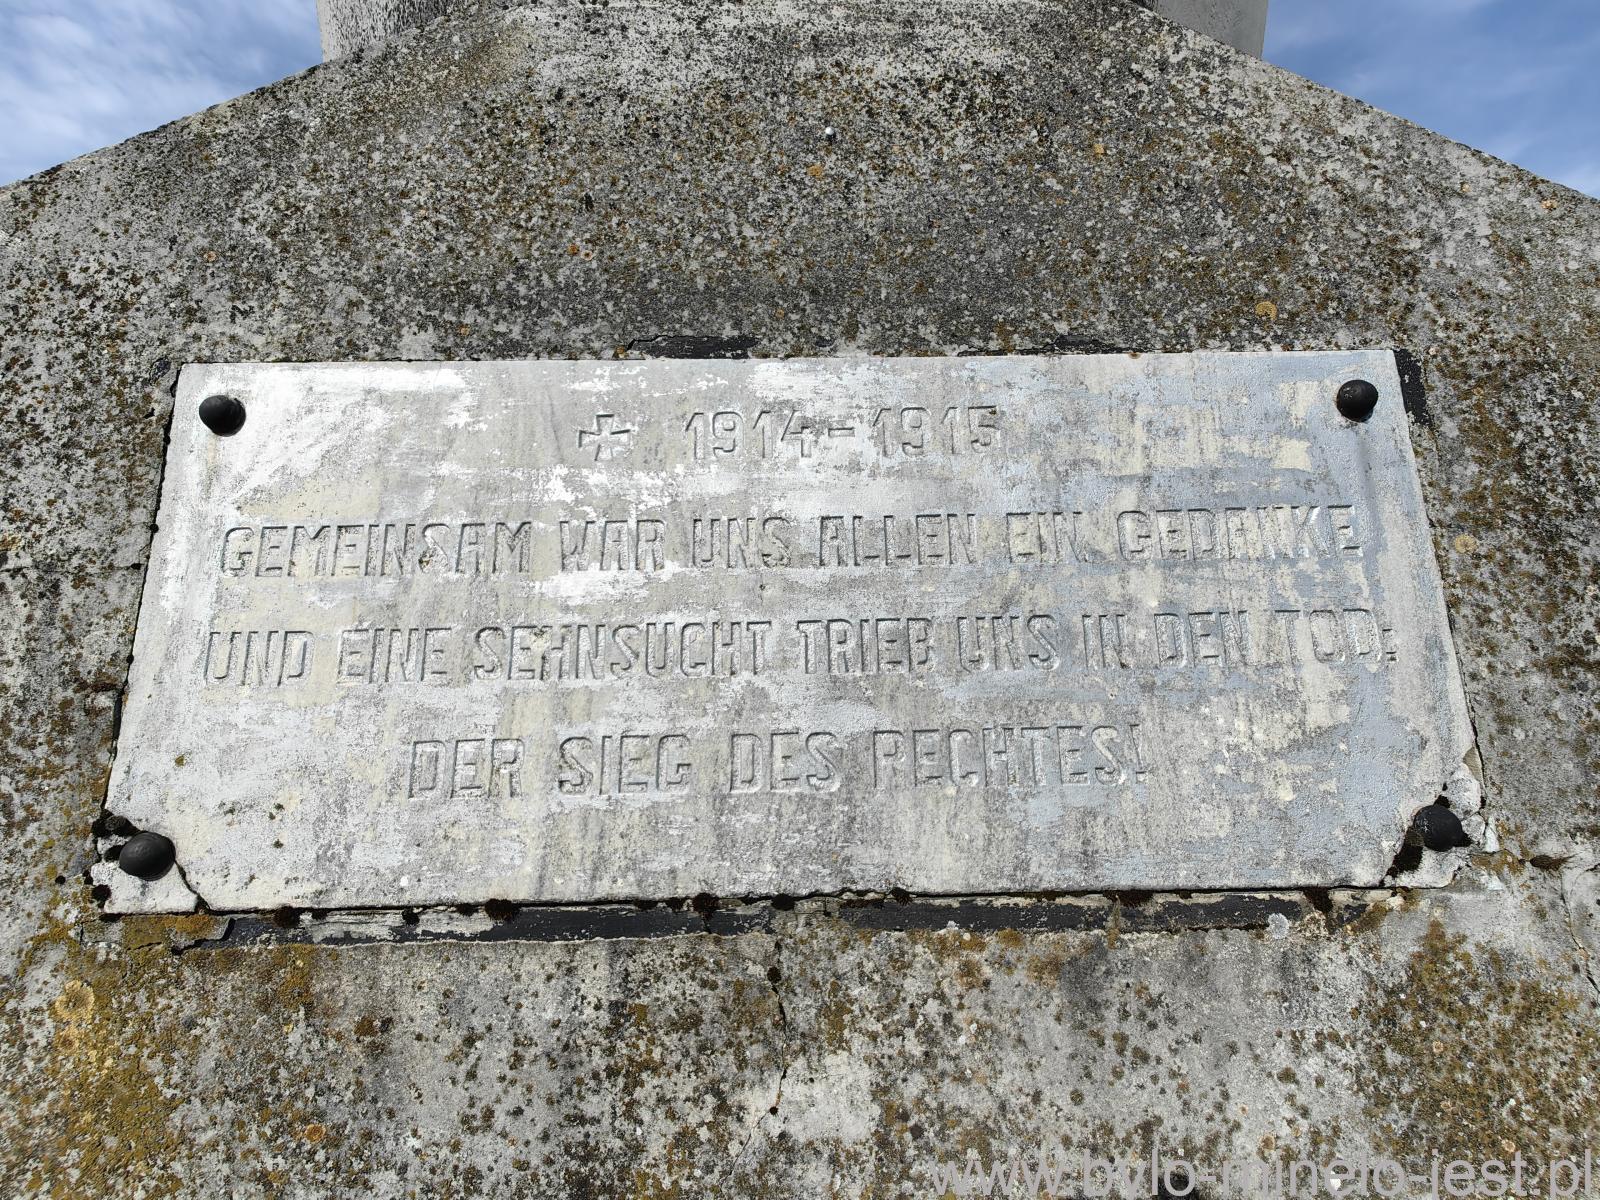 ✠ 1914-1915
GEMEINSAM WAR UNS ALLEN EIN GEDANKE
UND EINE SEHNSUCHT TRIEB UNS IN DEN TOD:
DER SIEG DES RECHTES!
www.bylo-minelo-jest.pl